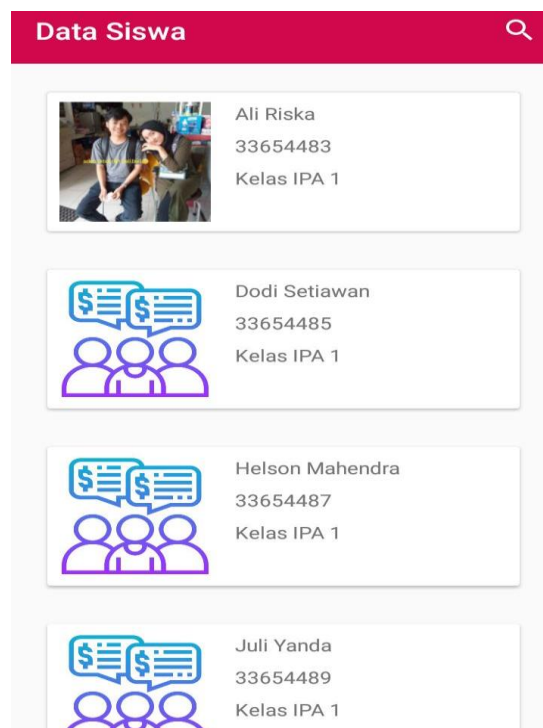 Data Siswa
Ali Riska
33654483
Kelas IPA 1
$ $
Dodi Setiawan
33654485
Kelas IPA 1
$ $
Helson Mahendra
33654487
Kelas IPA 1
$ $
Juli Yanda
33654489
Kelas IPA 1